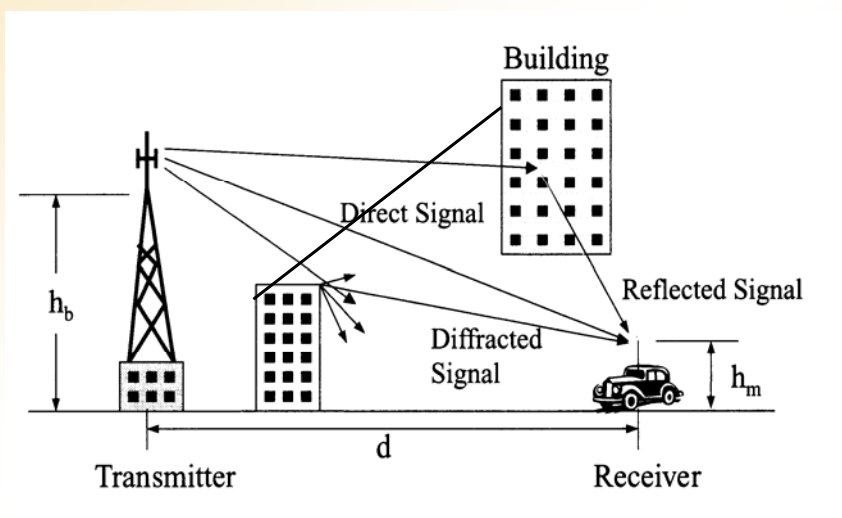 Building
Direct Signal
h_b
Reflected Signal
Diffracted
Signal
h_m
d
Transmitter
Receiver